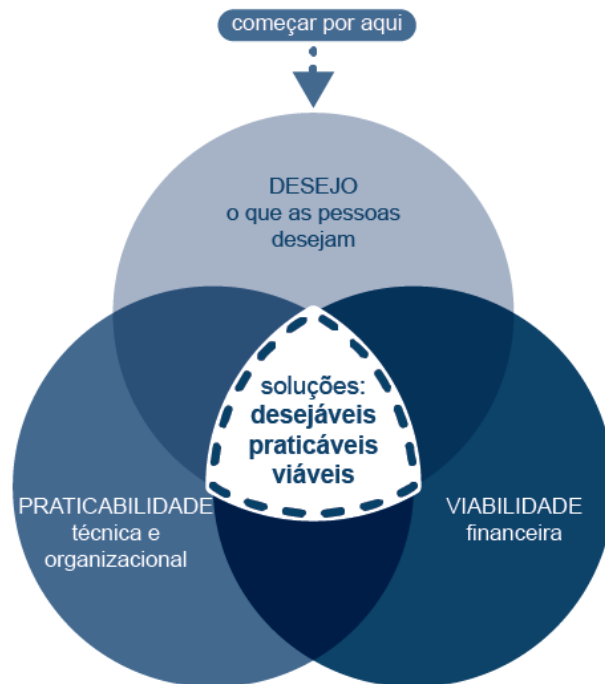 começar por aqui
DESEJO
o que as pessoas
desejam
soluções:
desejáveis
praticáveis
viáveis
PRATICABILIDADE
técnica e
organizacional
VIABILIDADE
financeira